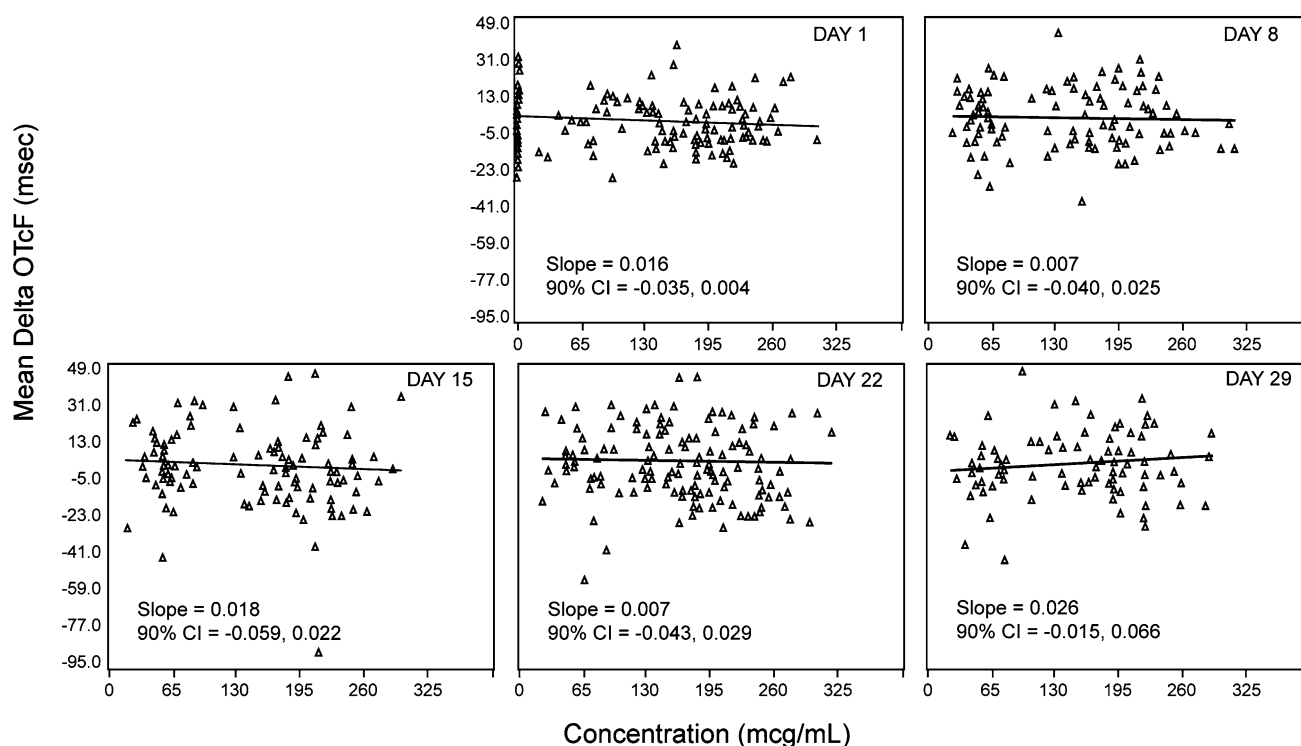 Mean Delta OTcF (msec)
49.0
31.0
13.0
-5.0
-23.0
-41.0
-59.0
-77.0
-95.0
DAY 1
Slope = 0.016
90% CI = -0.035, 0.004
0 65 130 195 260 325
DAY 8
Slope = 0.007
90% CI = -0.040, 0.025
0 65 130 195 260 325
49.0
31.0
13.0
-5.0
-23.0
-41.0
-59.0
-77.0
-95.0
DAY 15
Slope = 0.018
90% CI = -0.059, 0.022
0 65 130 195 260 325
DAY 22
Slope = 0.007
90% CI = -0.043, 0.029
0 65 130 195 260 325
DAY 29
Slope = 0.026
90% CI = -0.015, 0.066
0 65 130 195 260 325
Concentration (mcg/mL)